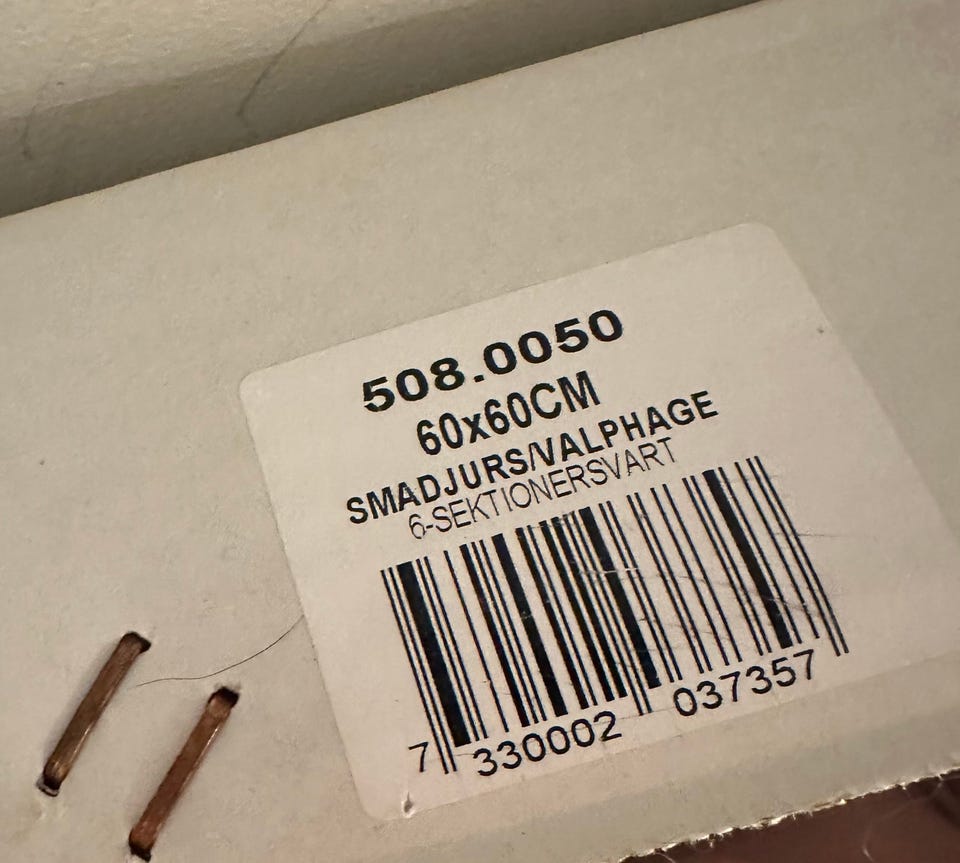 508.0050
60x60CM
SMADJURS/VALPHAGE
6-SEKTIONERSVART
7 330002 037357